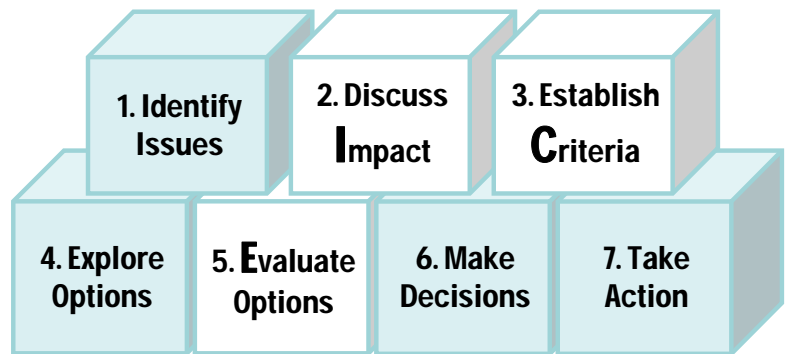 1. Identify
Issues
2. Discuss
Impact
3. Establish
Criteria
4. Explore
Options
5. Evaluate
Options
6. Make
Decisions
7. Take
Action